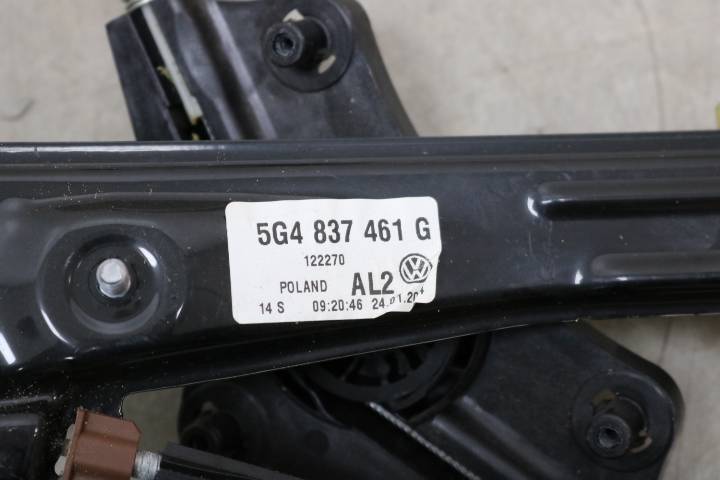 5G4 837 461 G
122270
POLAND AL2
14 S 09:20:46